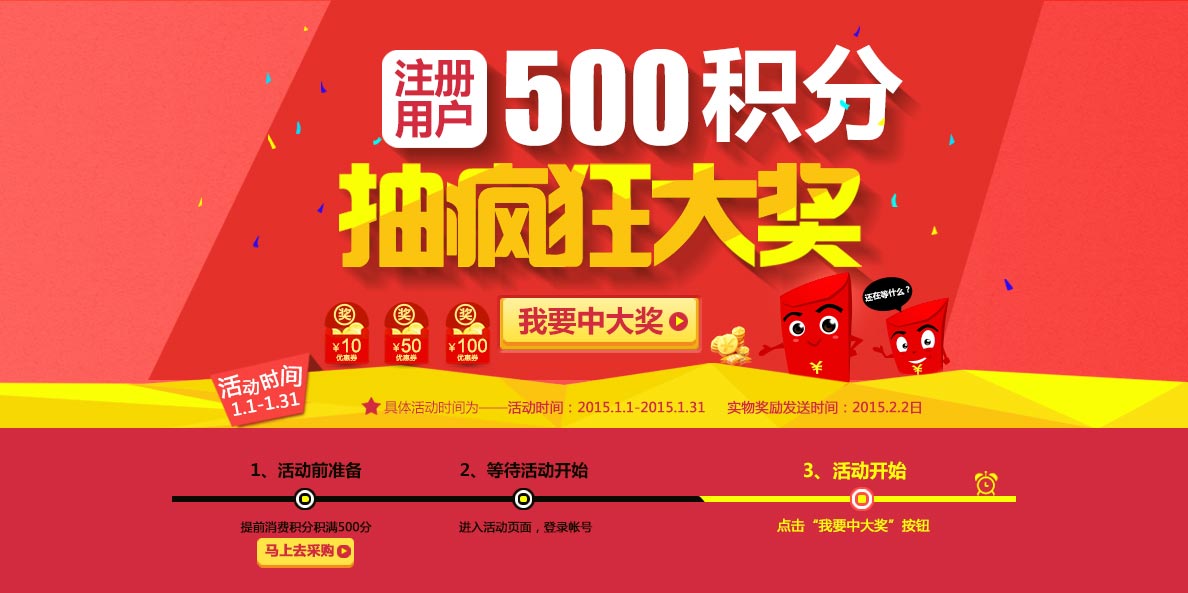 注册
用户
500积分
抽疯狂大奖
奖
¥10
优惠券
奖
¥50
优惠券
奖
¥100
优惠券
我要中大奖
还在等什么？
¥
¥
活动时间
1.1-1.31
具体活动时间为——活动时间：2015.1.1-2015.1.31 实物奖励发送时间：2015.2.2日
1、活动前准备
2、等待活动开始
3、活动开始
提前消费积分积满500分
进入活动页面，登录帐号
点击“我要中大奖”按钮
马上去采购